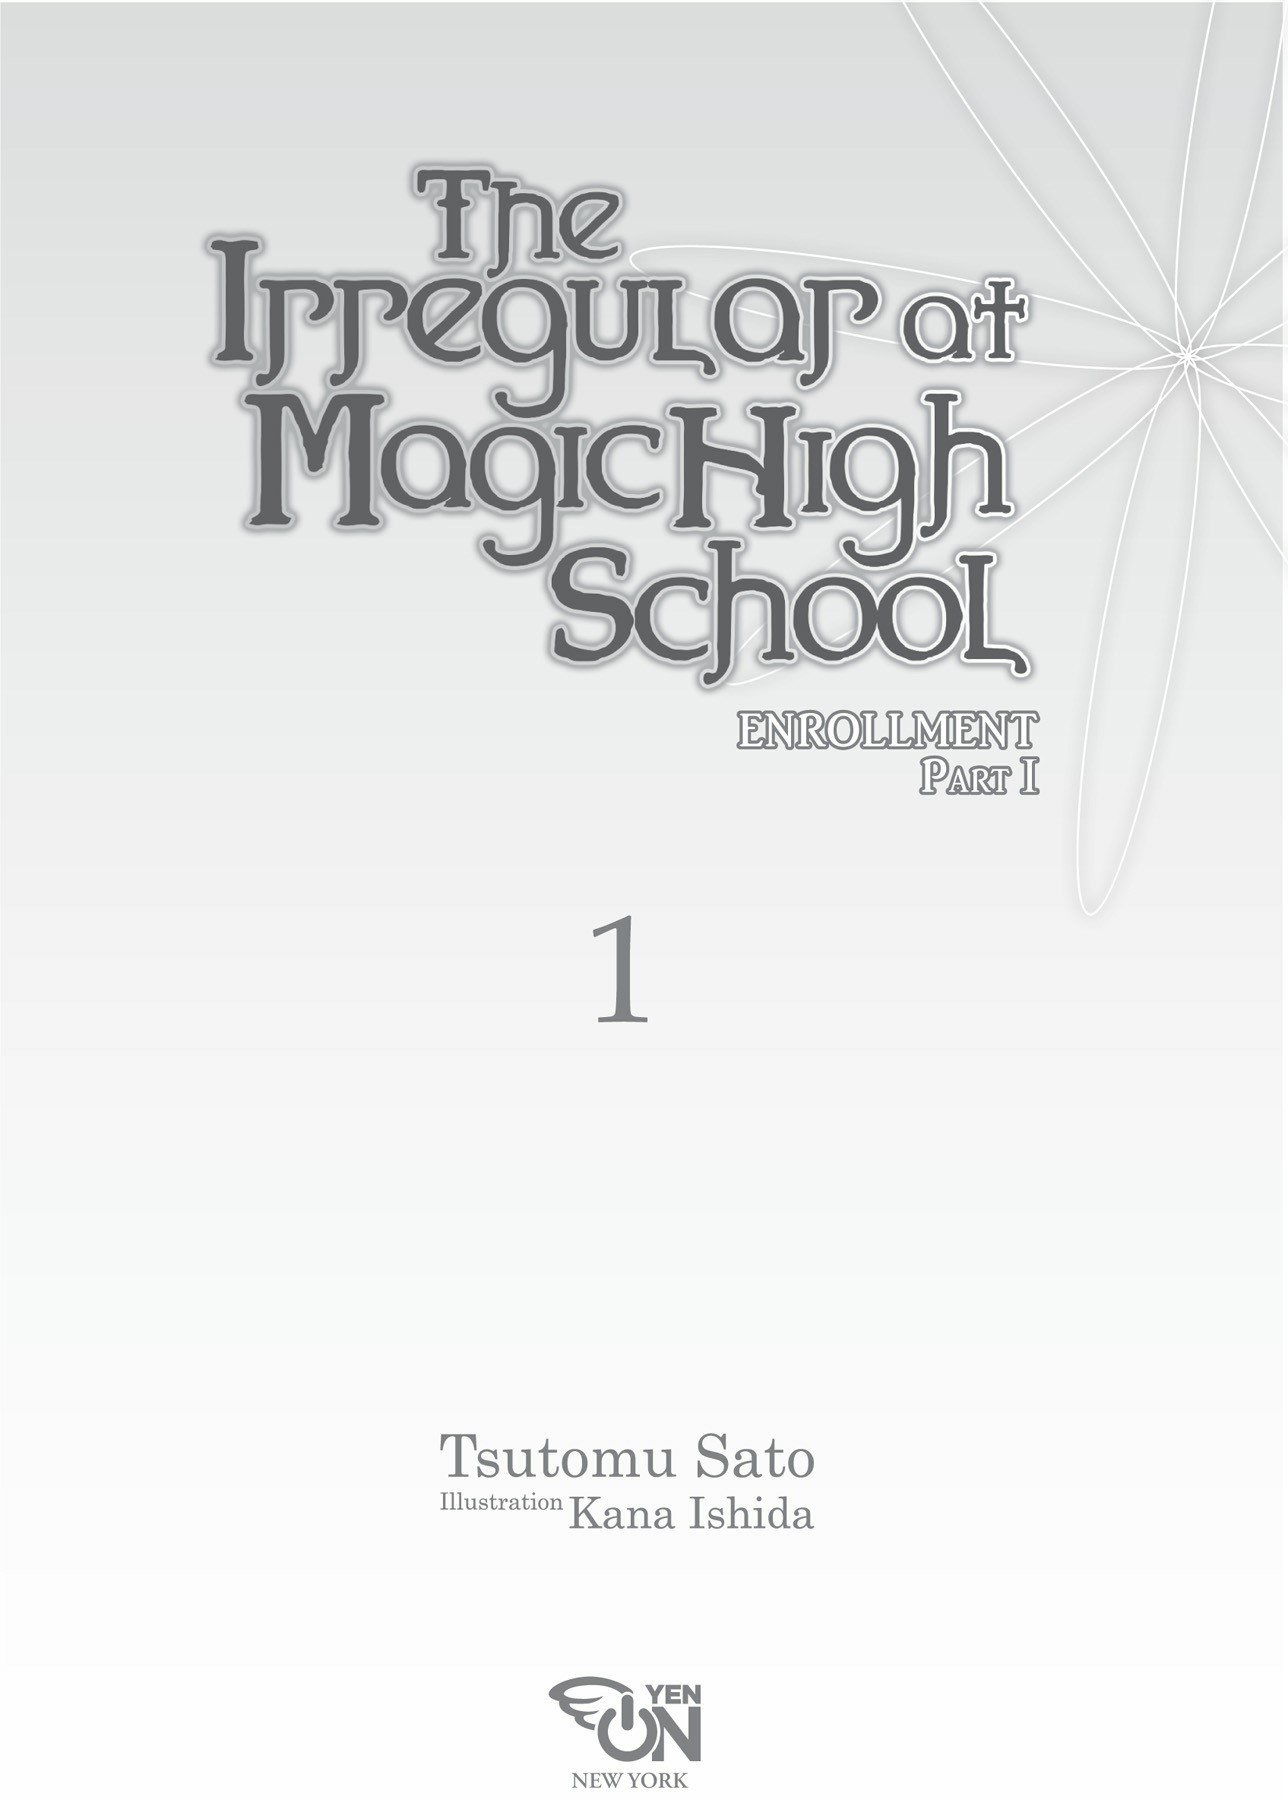 The
Irregular at
Magic High
School
ENROLLMENT
PART I
1
Tsutomu Sato
Illustration Kana Ishida
YEN
ON
NEW YORK